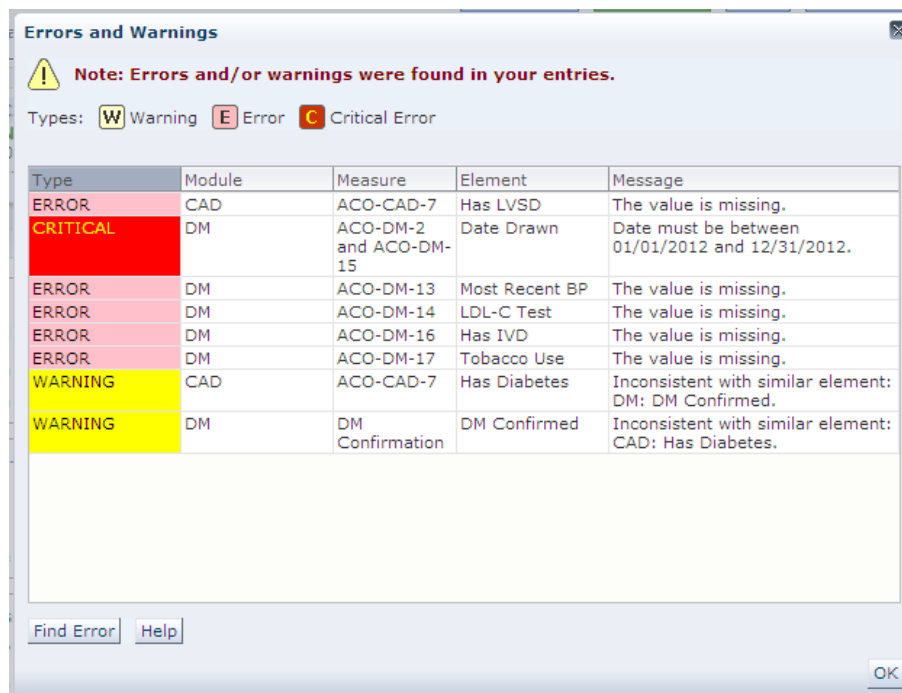 Errors and Warnings
Note: Errors and/or warnings were found in your entries.
Types: W Warning E Error C Critical Error
Type Module Measure Element Message
ERROR CAD ACO-CAD-7 Has LVSD The value is missing.
CRITICAL DM ACO-DM-2 Date Drawn Date must be between
and ACO-DM- 01/01/2012 and 12/31/2012.
15
ERROR DM ACO-DM-13 Most Recent BP The value is missing.
ERROR DM ACO-DM-14 LDL-C Test The value is missing.
ERROR DM ACO-DM-16 Has IVD The value is missing.
ERROR DM ACO-DM-17 Tobacco Use The value is missing.
WARNING CAD ACO-CAD-7 Has Diabetes Inconsistent with similar element:
DM: DM Confirmed.
WARNING DM DM DM Confirmed Inconsistent with similar element:
Confirmation CAD: Has Diabetes.
Find Error Help
OK